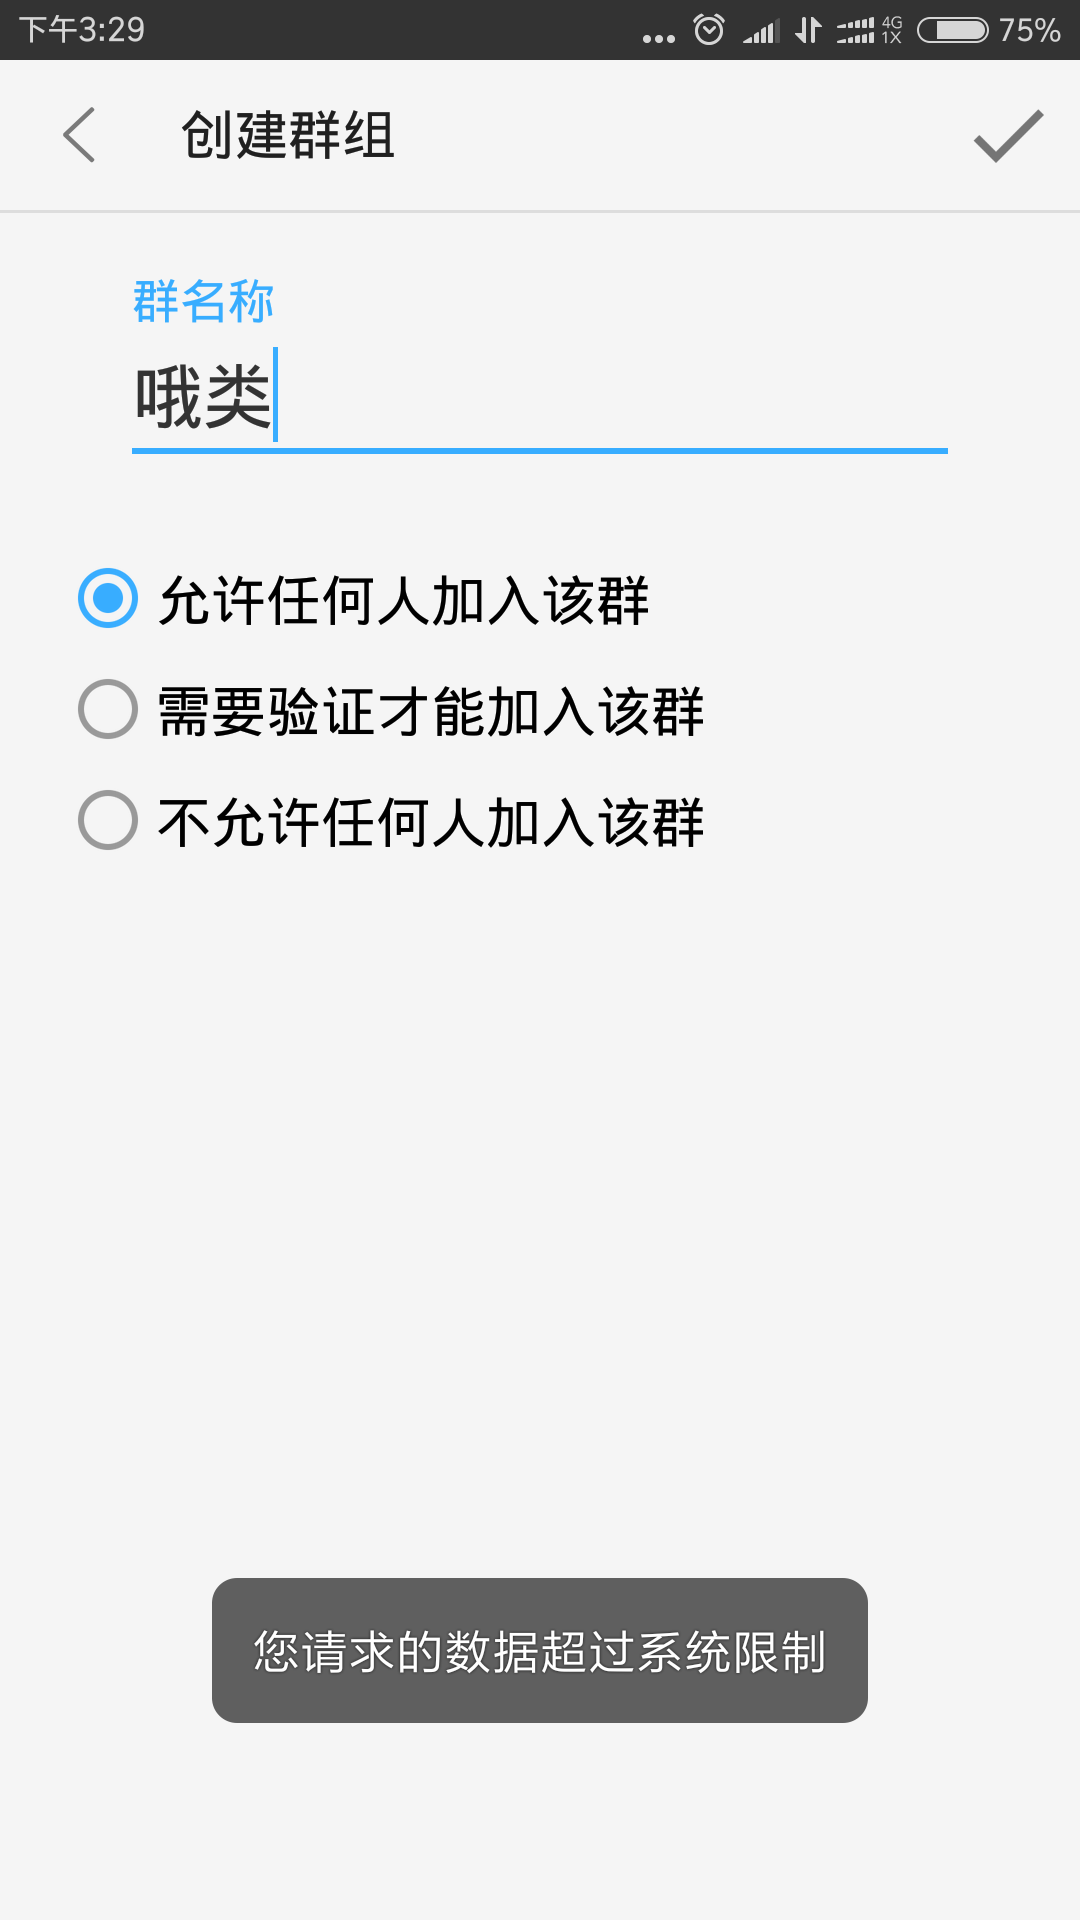 下午3:29
4G
1X
75%
创建群组
群名称
哦类
允许任何人加入该群
需要验证才能加入该群
不允许任何人加入该群
您请求的数据超过系统限制